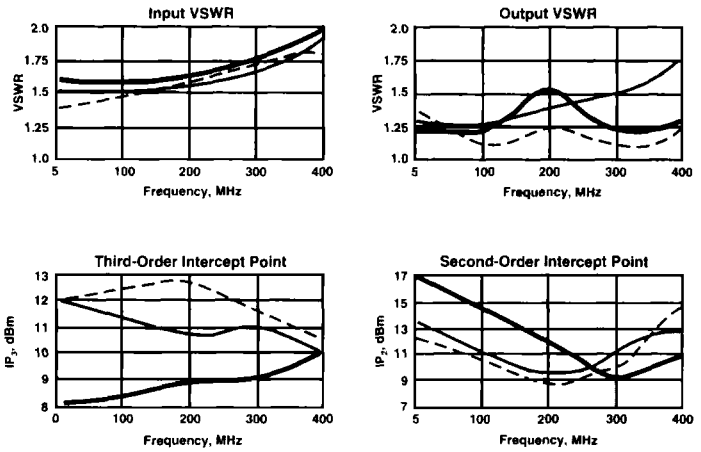 Input VSWR
2.0
1.75
1.5
1.25
1.0
VSWR
5 100 200 300 400
Frequency, MHz
Output VSWR
2.0
1.75
1.5
1.25
1.0
VSWR
5 100 200 300 400
Frequency, MHz
Third-Order Intercept Point
13
12
11
10
9
8
IP3, dBm
0 100 200 300 400
Frequency, MHz
Second-Order Intercept Point
17
15
13
11
9
7
IP2, dBm
5 100 200 300 400
Frequency, MHz